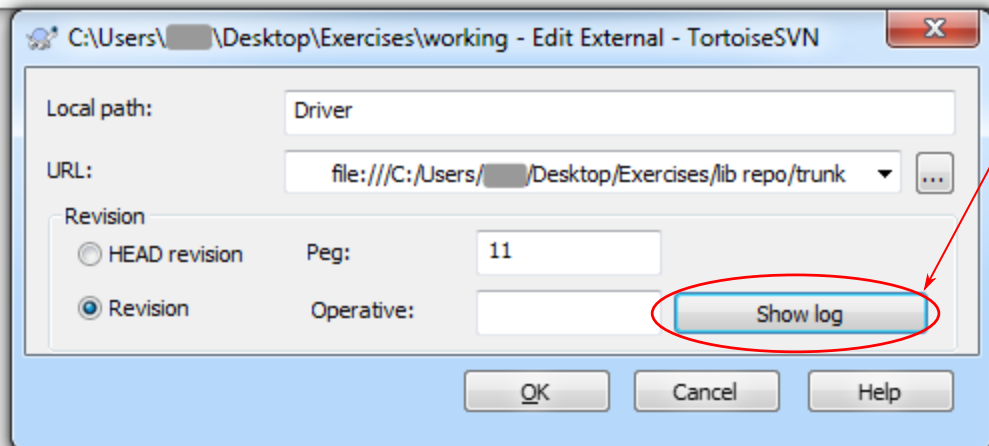 C:\Users\ \Desktop\Exercises\working - Edit External - TortoiseSVN
Local path: Driver
URL: file:///C:/Users/ /Desktop/Exercises/lib repo/trunk ...
Revision
HEAD revision Peg: 11
Revision Operative: Show log
OK Cancel Help